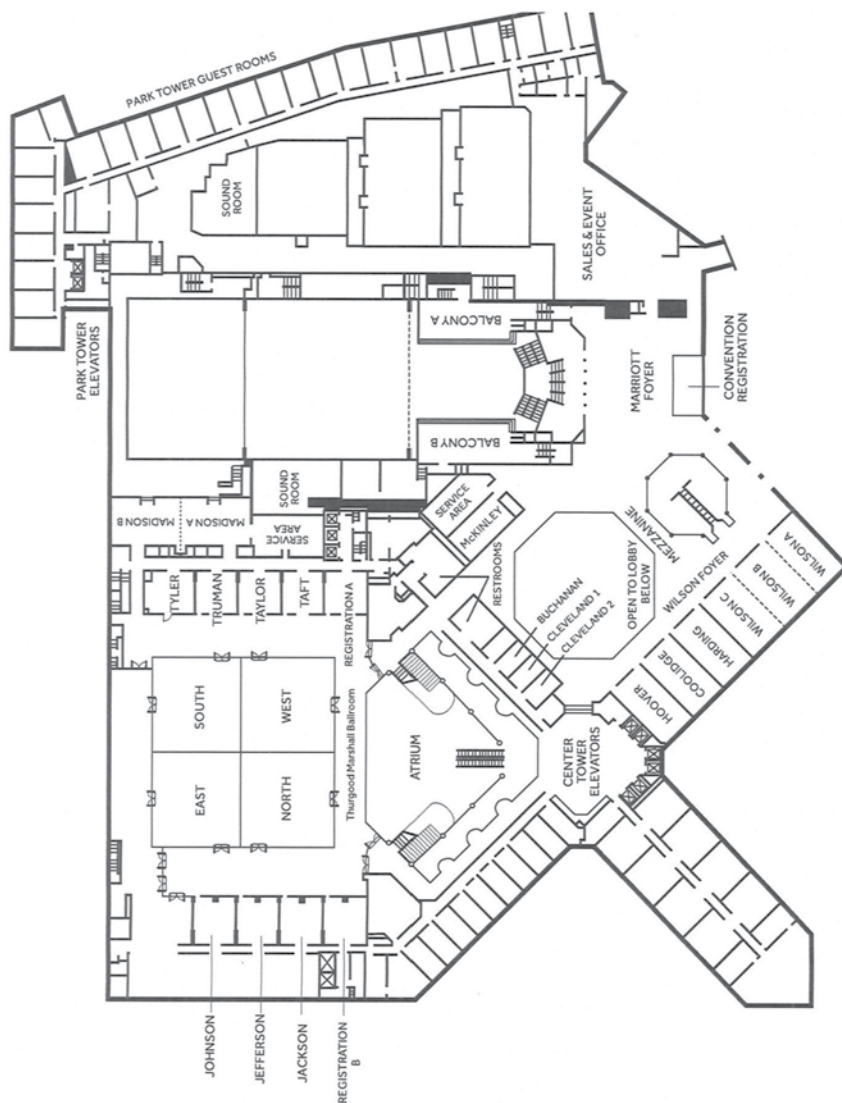 PARK TOWER GUEST ROOMS
SOUND
ROOM
SALES & EVENT
OFFICE
PARK TOWER
ELEVATORS
BALCONY A
BALCONY B
MARRIOTT
FOYER
CONVENTION
REGISTRATION
SOUND
ROOM
MADISON B
MADISON A
SERVICE
AREA
SERVICE
AREA
McKINLEY
MEZZANINE
RESTROOMS
TYLER
TRUMAN
TAYLOR
TAFT
REGISTRATION A
BUCHANAN
CLEVELAND 1
CLEVELAND 2
OPEN TO LOBBY
BELOW
WILSON FOYER
WILSON A
WILSON B
WILSON C
HARDING
COOLIDGE
HOOVER
SOUTH
WEST
EAST
NORTH
Thurgood Marshall Ballroom
ATRIUM
CENTER
TOWER
ELEVATORS
JOHNSON
JEFFERSON
JACKSON
REGISTRATION
B